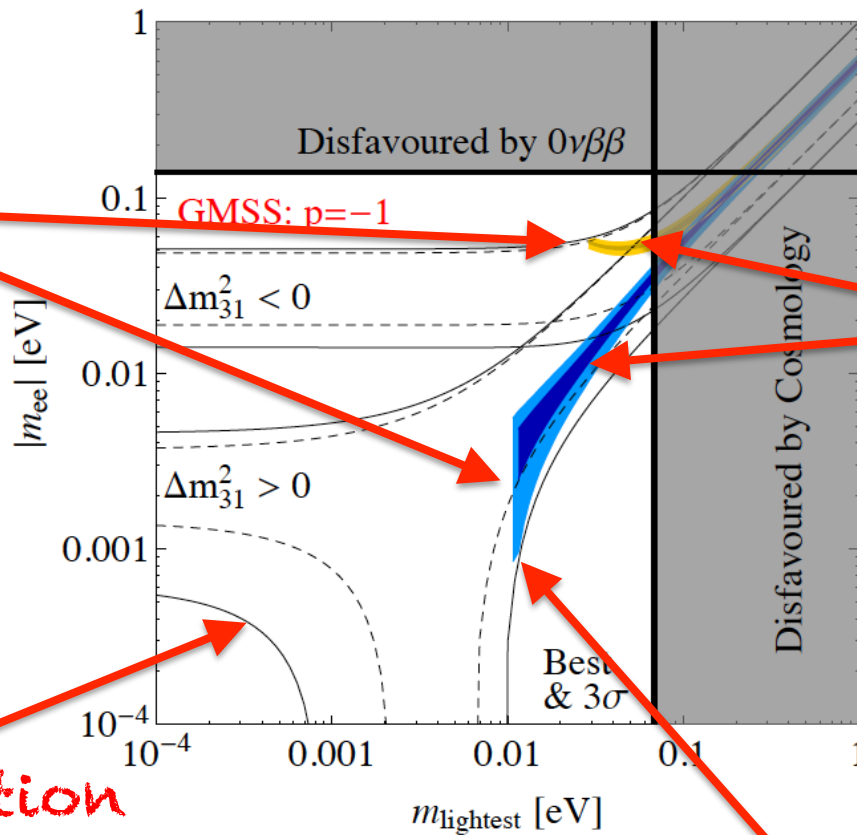 1
Disfavoured by 0νββ
0.1
GMSS: p=−1
Δm²₃₁ < 0
|m_ee| [eV]
0.01
Disfavoured by Cosmology
Δm²₃₁ > 0
0.001
Best
& 3σ
10⁻⁴
10⁻⁴ 0.001 0.01 0.1 1
m_lightest [eV]